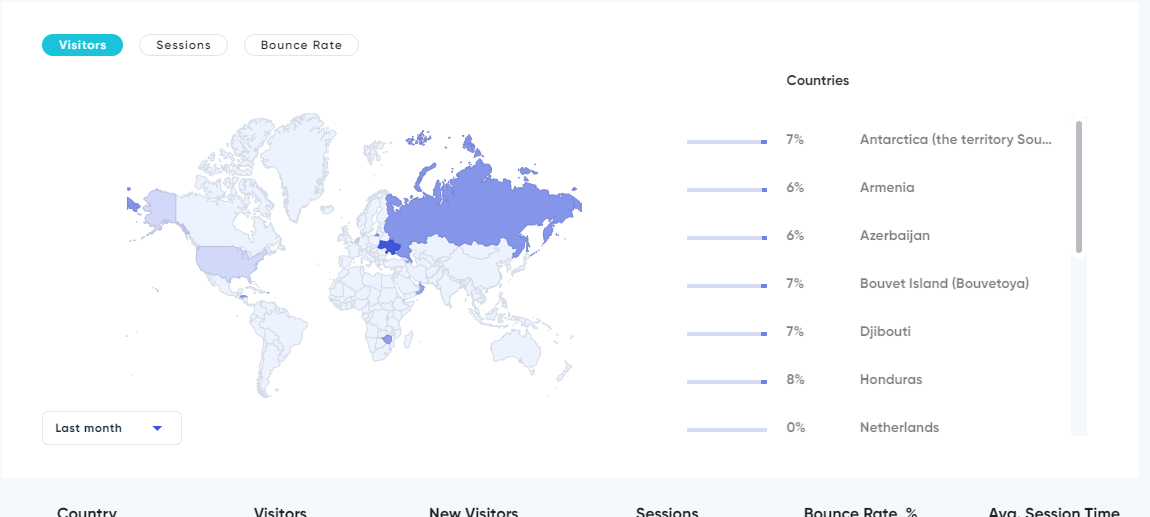 Visitors Sessions Bounce Rate
Countries
7% Antarctica (the territory Sou...
6% Armenia
6% Azerbaijan
7% Bouvet Island (Bouvetoya)
7% Djibouti
8% Honduras
0% Netherlands
Last month
Country Visitors New Visitors Sessions Bounce Rate, % Avg. Session Time